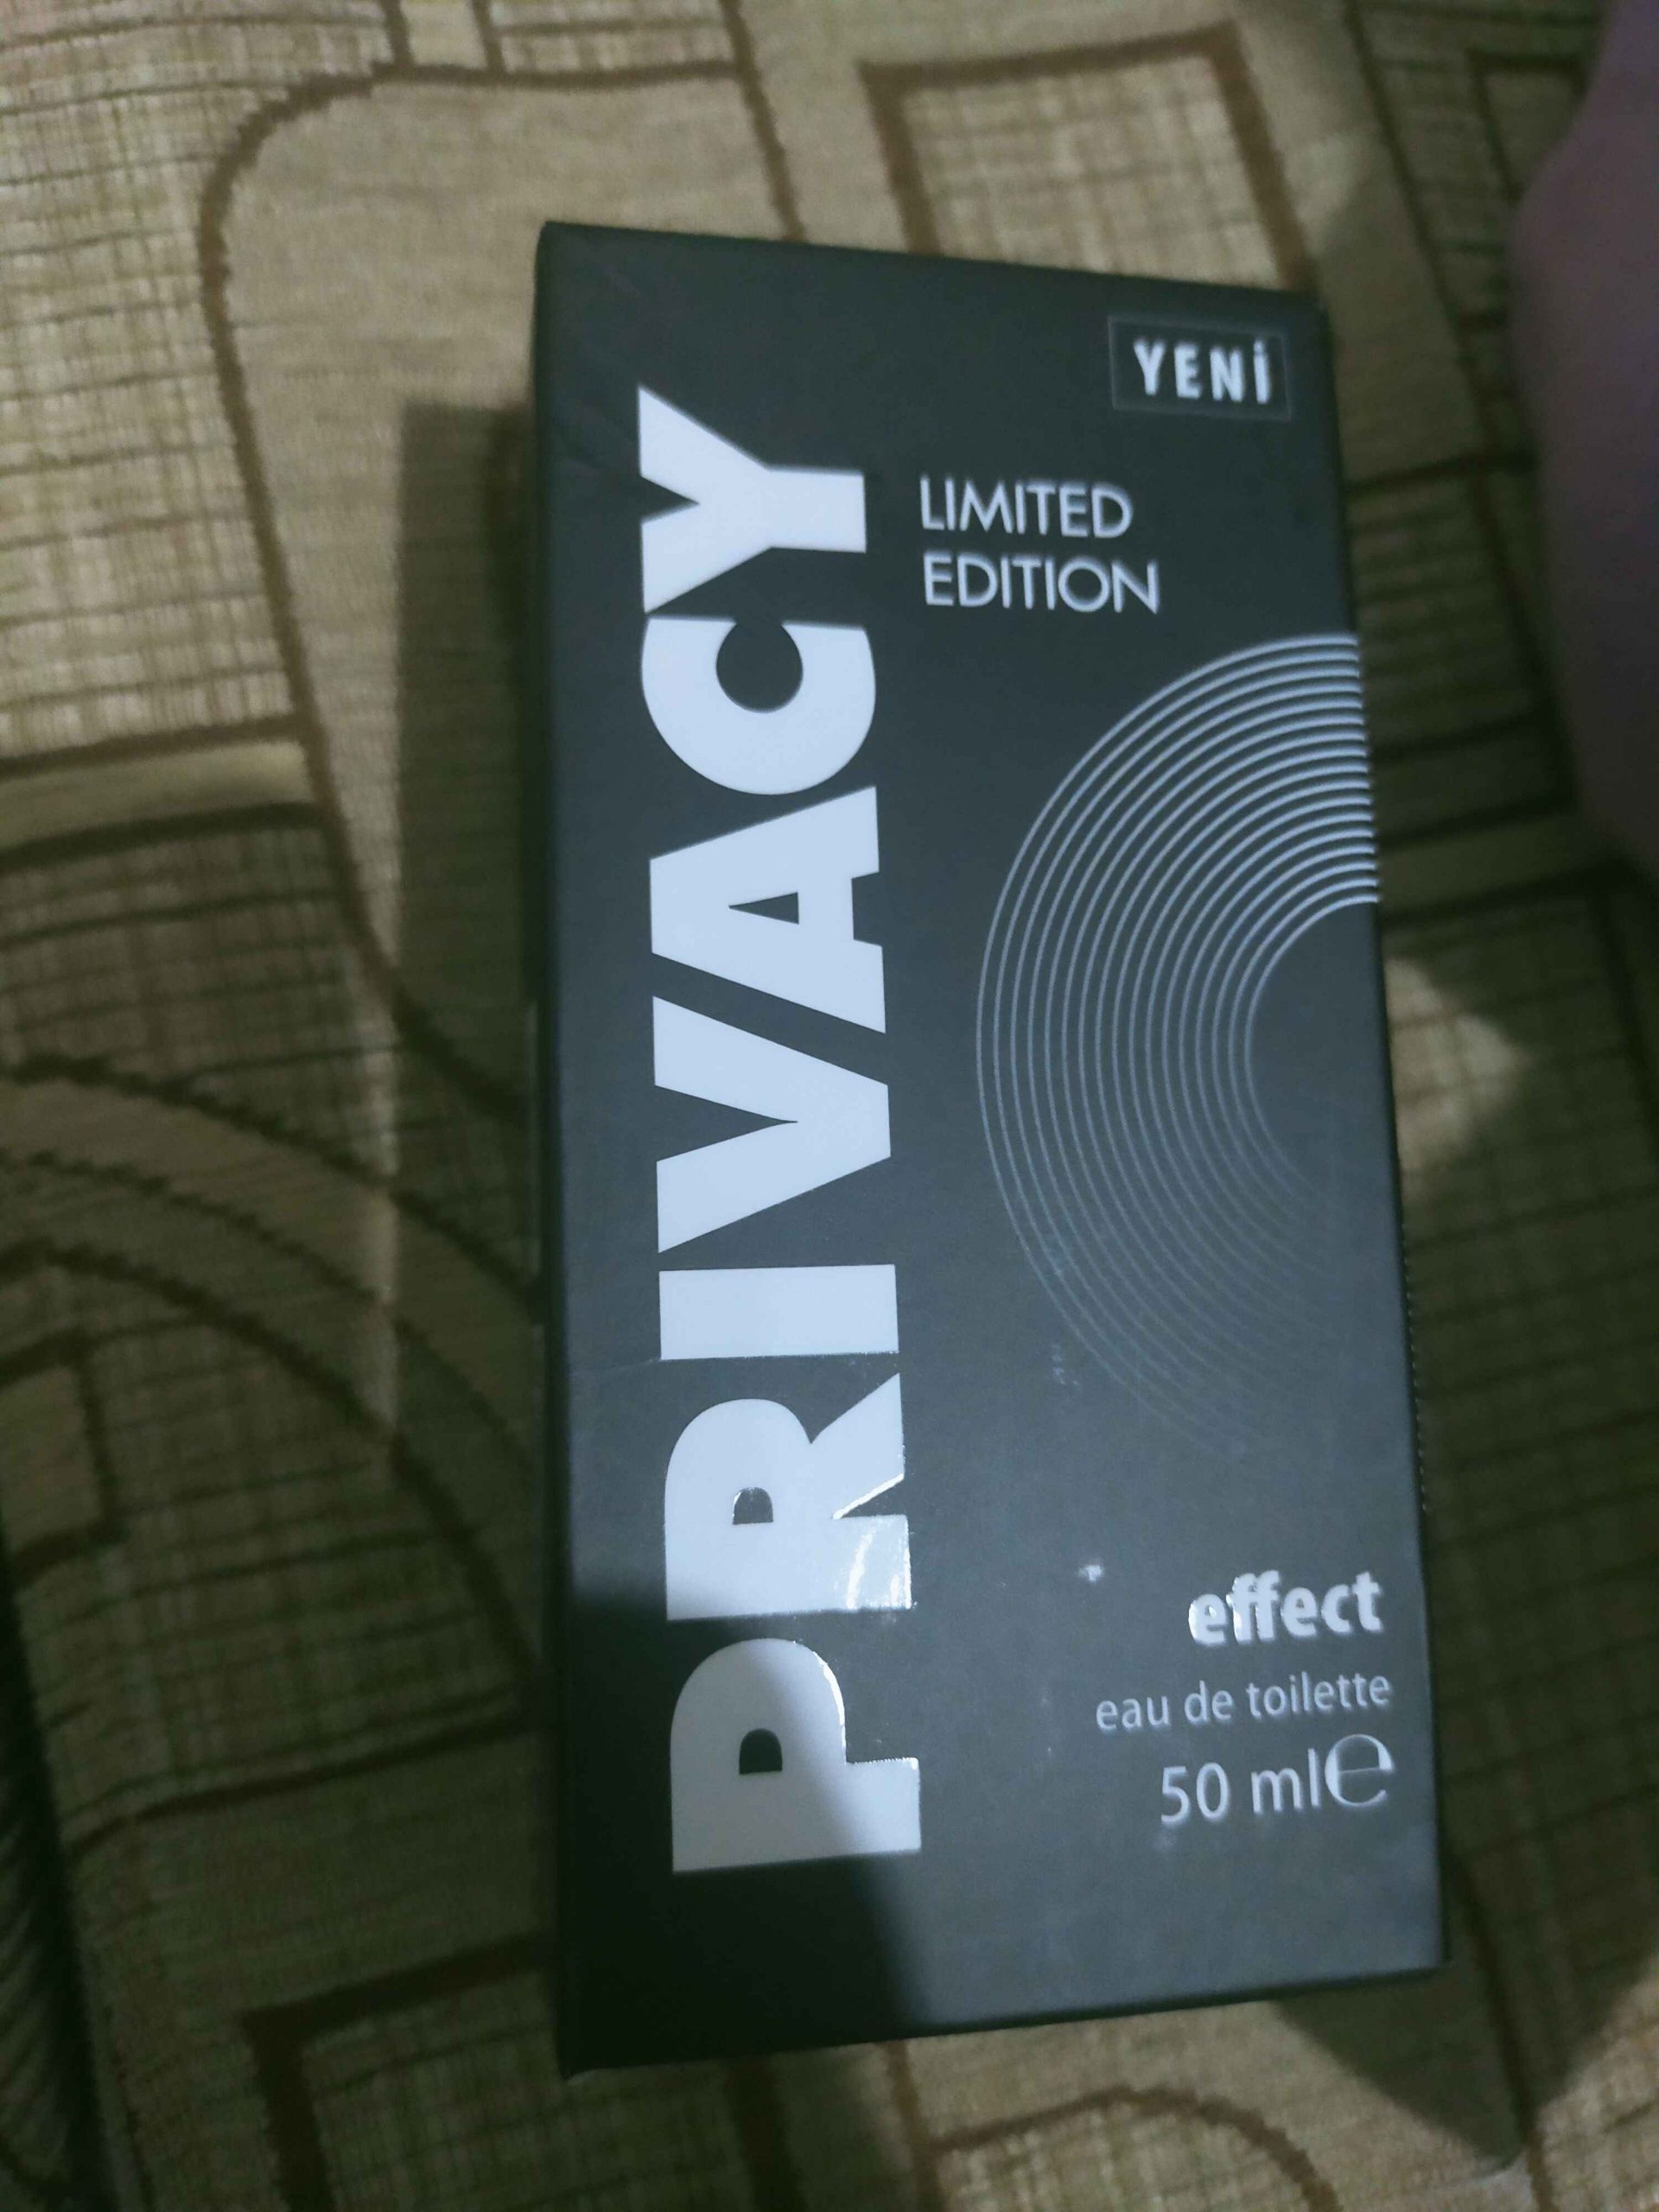 YENİ
PRIVACY
LIMITED
EDITION
effect
eau de toilette
50 ml℮